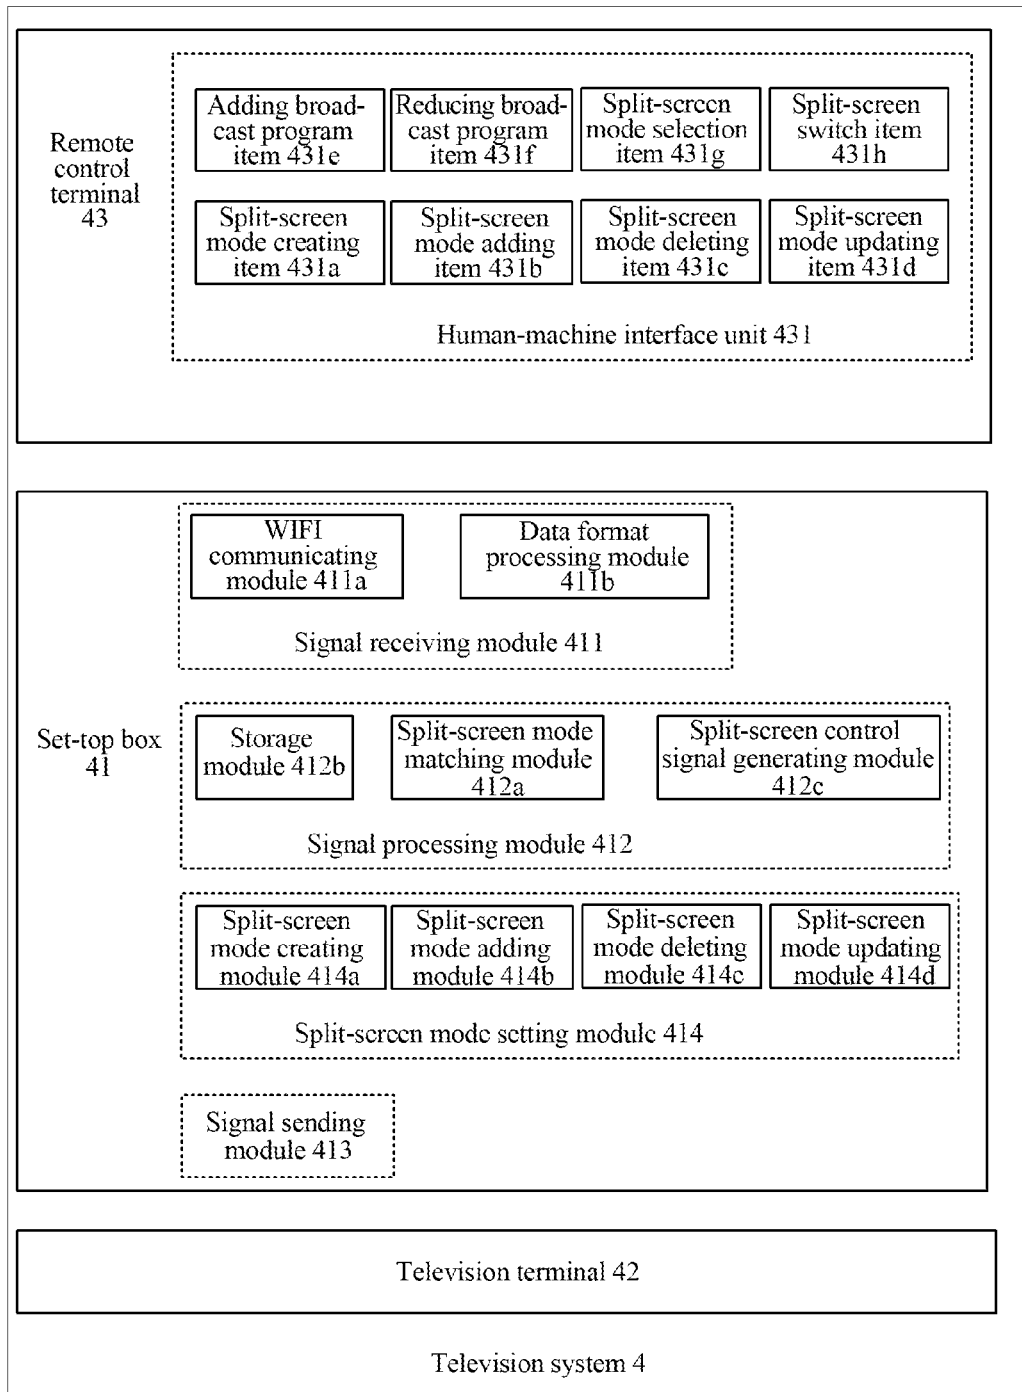 Remote
control
terminal
43
Adding broad-
cast program
item 431e
Reducing broad-
cast program
item 431f
Split-screen
mode selection
item 431g
Split-screen
switch item
431h
Split-screen
mode creating
item 431a
Split-screen
mode adding
item 431b
Split-screen
mode deleting
item 431c
Split-screen
mode updating
item 431d
Human-machine interface unit 431
Set-top box
41
WIFI
communicating
module 411a
Data format
processing module
411b
Signal receiving module 411
Storage
module 412b
Split-screen mode
matching module
412a
Split-screen control
signal generating module
412c
Signal processing module 412
Split-screen
mode creating
module 414a
Split-screen
mode adding
module 414b
Split-screen
mode deleting
module 414c
Split-screen
mode updating
module 414d
Split-screen mode setting module 414
Signal sending
module 413
Television terminal 42
Television system 4